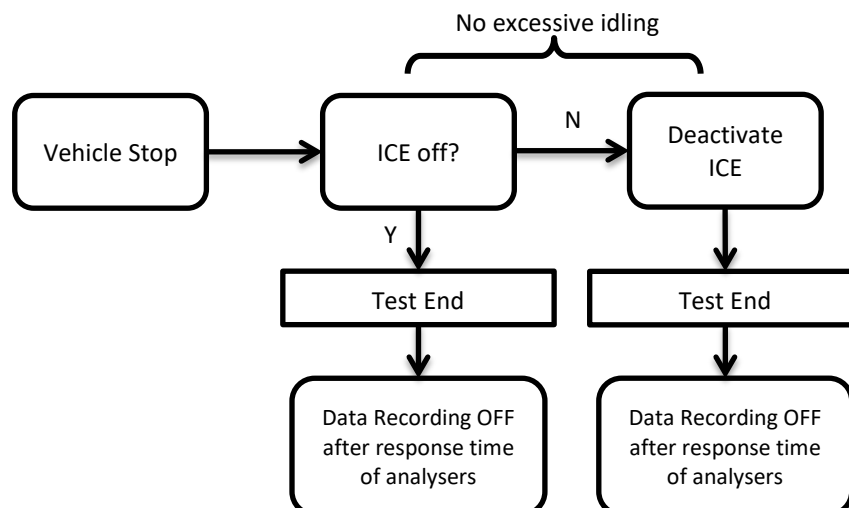 No excessive idling
Vehicle Stop
ICE off?
N
Deactivate
ICE
Y
Test End
Test End
Data Recording OFF
after response time
of analysers
Data Recording OFF
after response time
of analysers